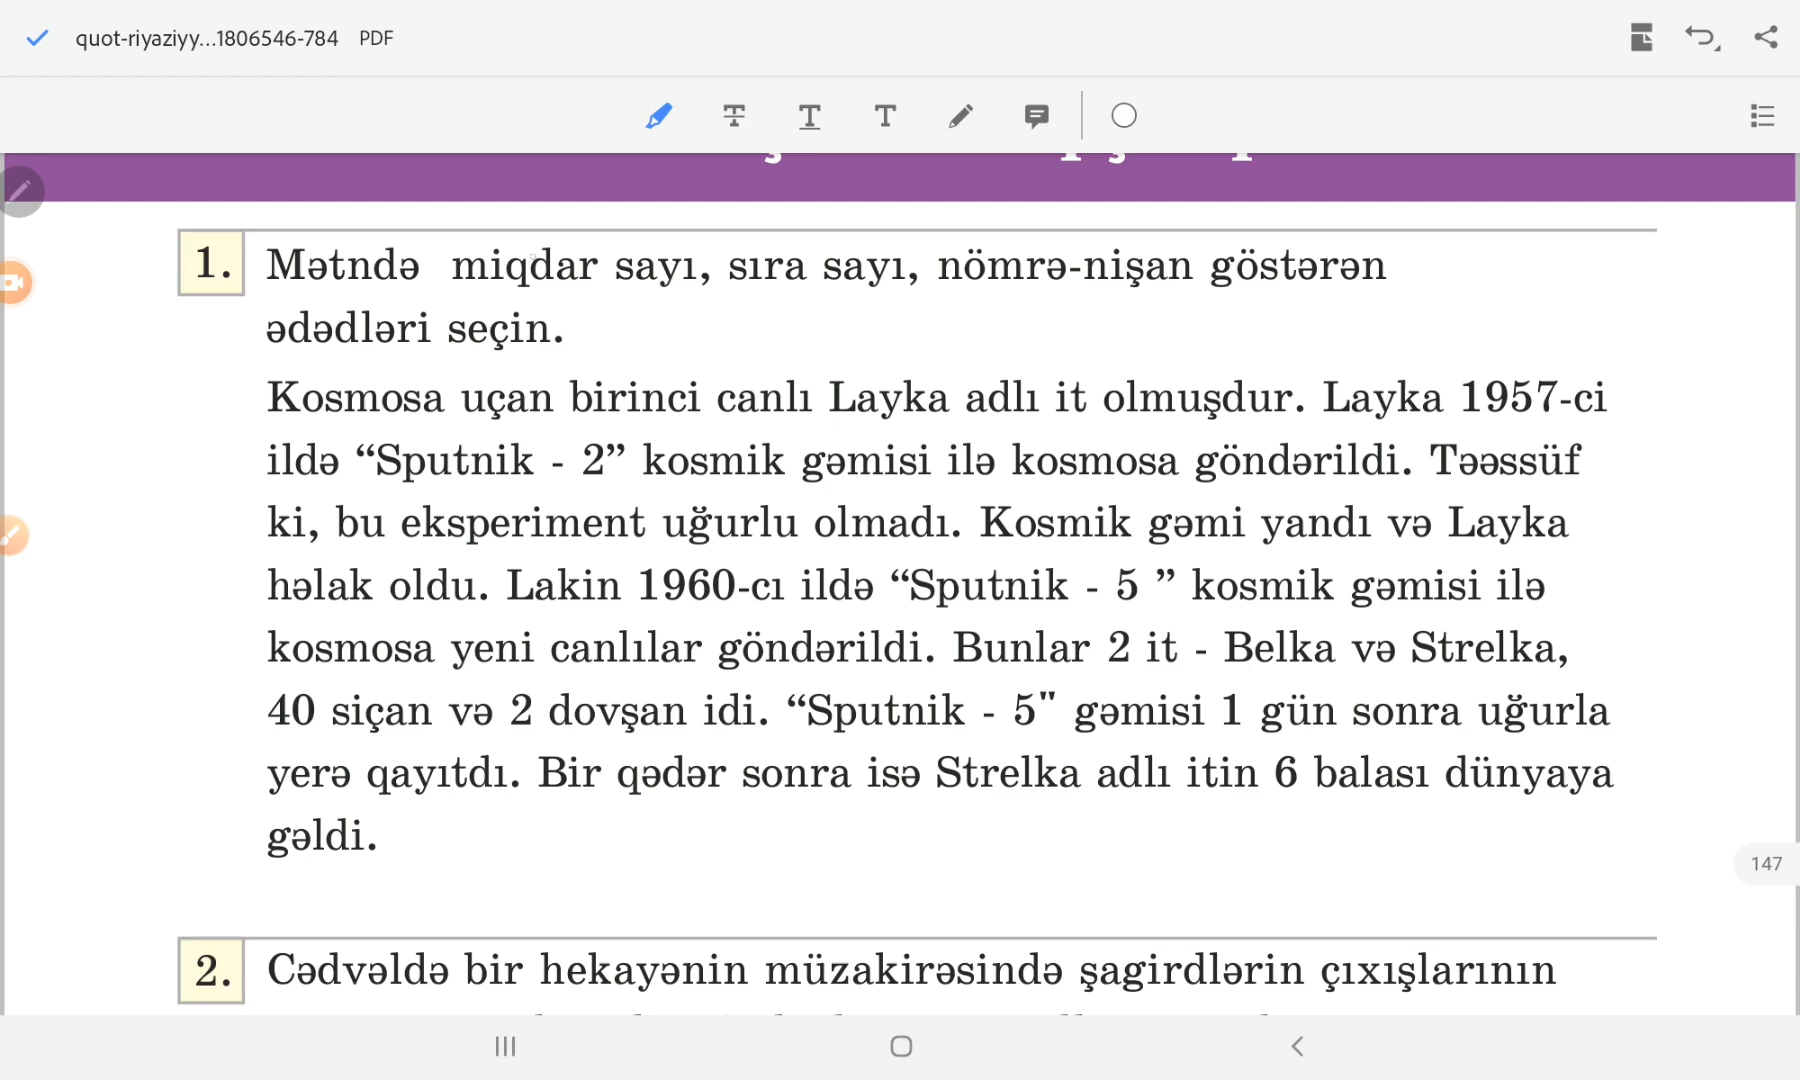 quot-riyaziyy...1806546-784 PDF
1. Mətndə miqdar sayı, sıra sayı, nömrə-nişan göstərən
ədədləri seçin.
Kosmosa uçan birinci canlı Layka adlı it olmuşdur. Layka 1957-ci
ildə “Sputnik - 2” kosmik gəmisi ilə kosmosa göndərildi. Təəssüf
ki, bu eksperiment uğurlu olmadı. Kosmik gəmi yandı və Layka
həlak oldu. Lakin 1960-cı ildə “Sputnik - 5 ” kosmik gəmisi ilə
kosmosa yeni canlılar göndərildi. Bunlar 2 it - Belka və Strelka,
40 siçan və 2 dovşan idi. “Sputnik - 5" gəmisi 1 gün sonra uğurla
yerə qayıtdı. Bir qədər sonra isə Strelka adlı itin 6 balası dünyaya
gəldi.
147
2. Cədvəldə bir hekayənin müzakirəsində şagirdlərin çıxışlarının